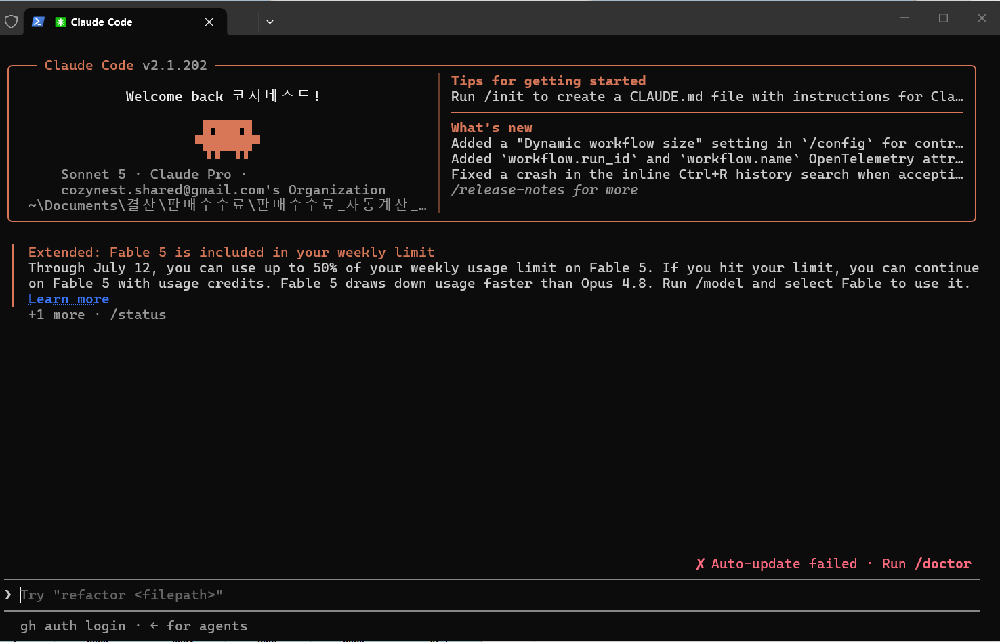 Claude Code
Claude Code v2.1.202
Welcome back 코지네스트!
Sonnet 5 · Claude Pro ·
cozynest.shared@gmail.com's Organization
~\Documents\결산\판매수수료\판매수수료_자동계산_…
Tips for getting started
Run /init to create a CLAUDE.md file with instructions for Cla…
What's new
Added a "Dynamic workflow size" setting in `/config` for contr…
Added `workflow.run_id` and `workflow.name` OpenTelemetry attr…
Fixed a crash in the inline Ctrl+R history search when accepti…
/release-notes for more
Extended: Fable 5 is included in your weekly limit
Through July 12, you can use up to 50% of your weekly usage limit on Fable 5. If you hit your limit, you can continue
on Fable 5 with usage credits. Fable 5 draws down usage faster than Opus 4.8. Run /model and select Fable to use it.
Learn more
+1 more · /status
✗ Auto-update failed · Run /doctor
❯ Try "refactor <filepath>"
gh auth login · ← for agents